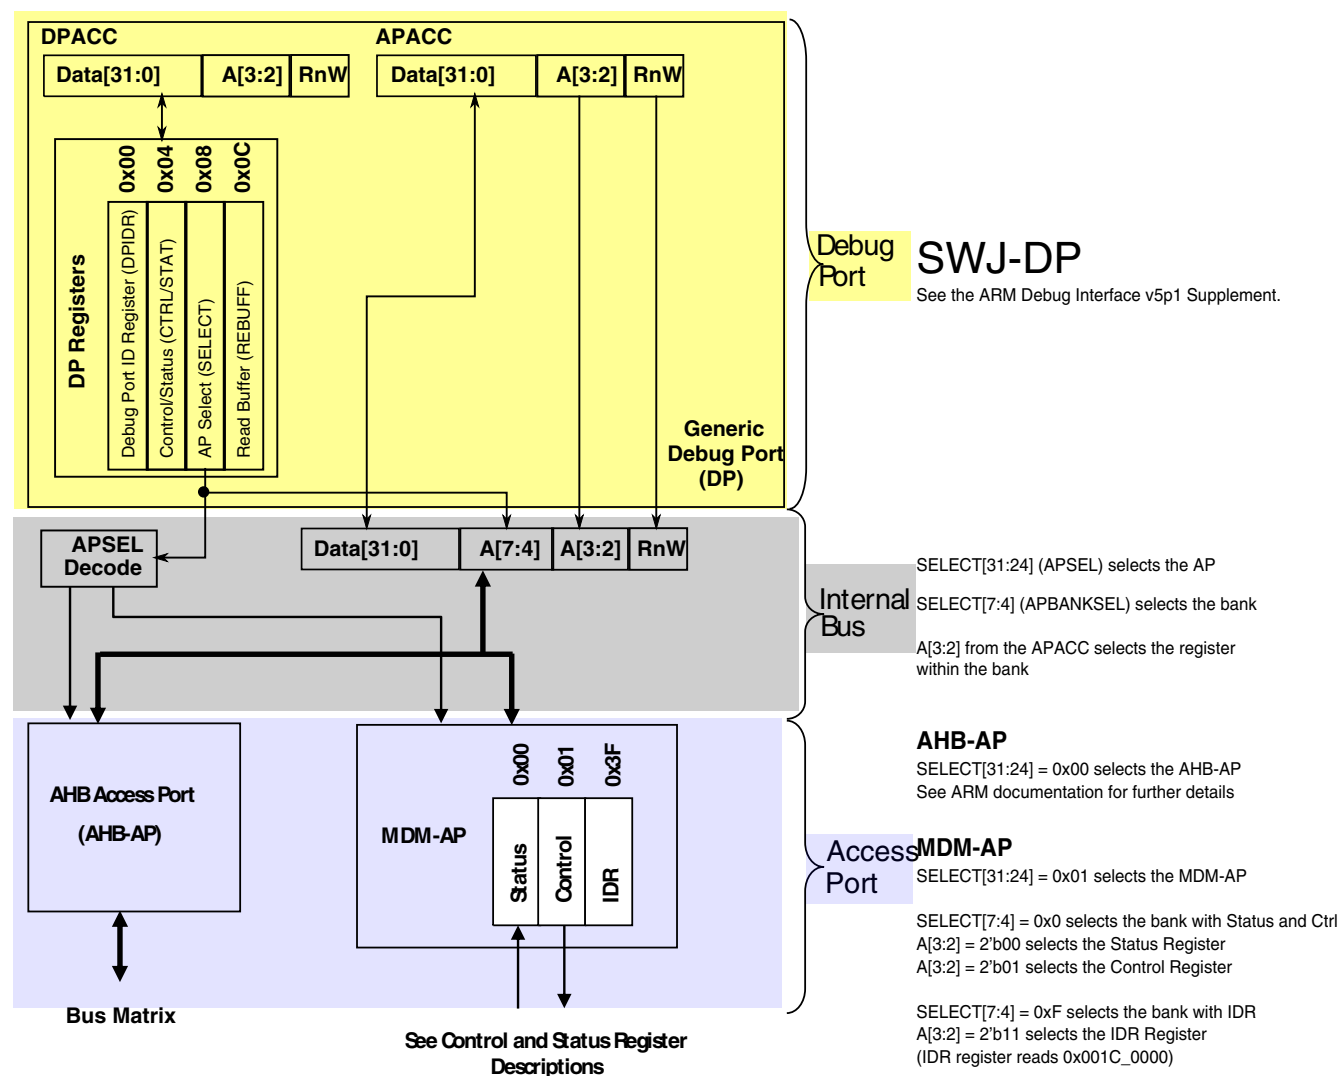 DPACC
APACC
Data[31:0] A[3:2] RnW
Data[31:0] A[3:2] RnW
0x00
0x04
0x08
0x0C
DP Registers
Debug Port ID Register (DPIDR)
Control/Status (CTRL/STAT)
AP Select (SELECT)
Read Buffer (REBUFF)
Generic
Debug Port
(DP)
Debug
Port
SWJ-DP
See the ARM Debug Interface v5p1 Supplement.
APSEL
Decode
Data[31:0] A[7:4] A[3:2] RnW
Internal
Bus
SELECT[31:24] (APSEL) selects the AP
SELECT[7:4] (APBANKSEL) selects the bank
A[3:2] from the APACC selects the register
within the bank
AHB Access Port
(AHB-AP)
Bus Matrix
MDM-AP
0x00
0x01
0x3F
Status
Control
IDR
See Control and Status Register
Descriptions
Access
Port
AHB-AP
SELECT[31:24] = 0x00 selects the AHB-AP
See ARM documentation for further details
MDM-AP
SELECT[31:24] = 0x01 selects the MDM-AP
SELECT[7:4] = 0x0 selects the bank with Status and Ctrl
A[3:2] = 2'b00 selects the Status Register
A[3:2] = 2'b01 selects the Control Register
SELECT[7:4] = 0xF selects the bank with IDR
A[3:2] = 2'b11 selects the IDR Register
(IDR register reads 0x001C_0000)